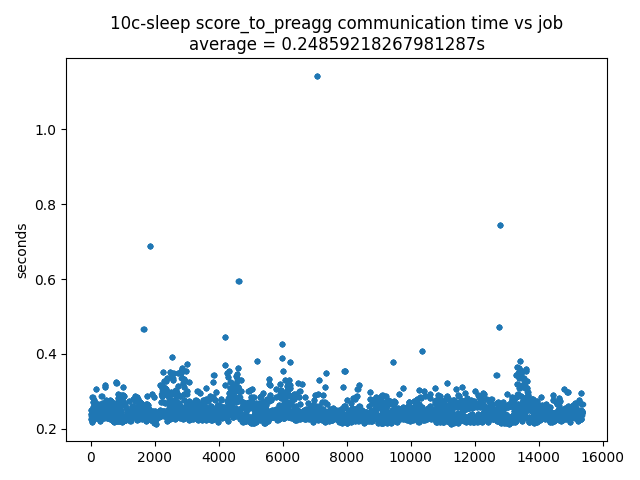 10c-sleep score_to_preagg communication time vs job
average = 0.24859218267981287s
1.0
0.8
0.6
0.4
0.2
seconds
0 2000 4000 6000 8000 10000 12000 14000 16000